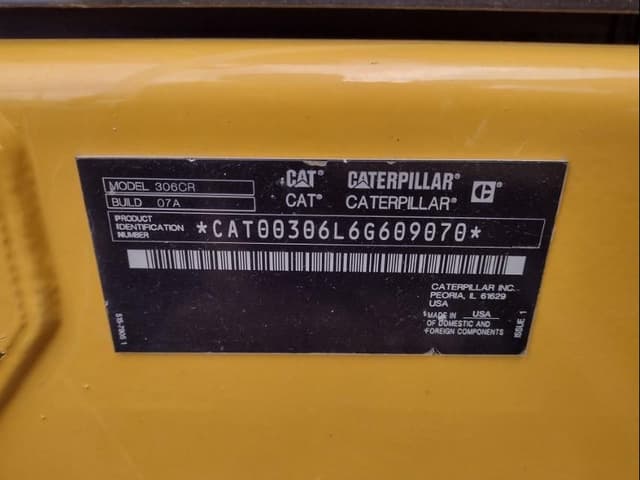 MODEL 306CR
BUILD 07A
CAT® CATERPILLAR®
CAT® CATERPILLAR®
PRODUCT IDENTIFICATION NUMBER *CAT00306L6G609070*
CATERPILLAR INC.
PEORIA, IL 61629
USA
MADE IN USA
OF DOMESTIC AND
FOREIGN COMPONENTS
ISSUE 1